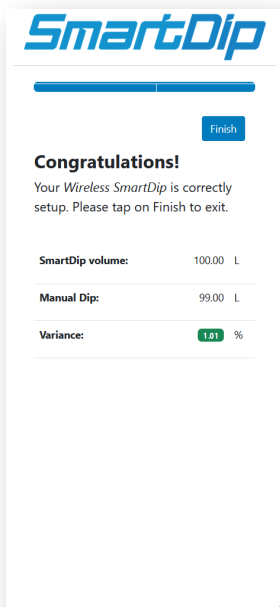 SmartDip
Finish
Congratulations!
Your Wireless SmartDip is correctly
setup. Please tap on Finish to exit.
SmartDip volume: 100.00 L
Manual Dip: 99.00 L
Variance: 1.01 %